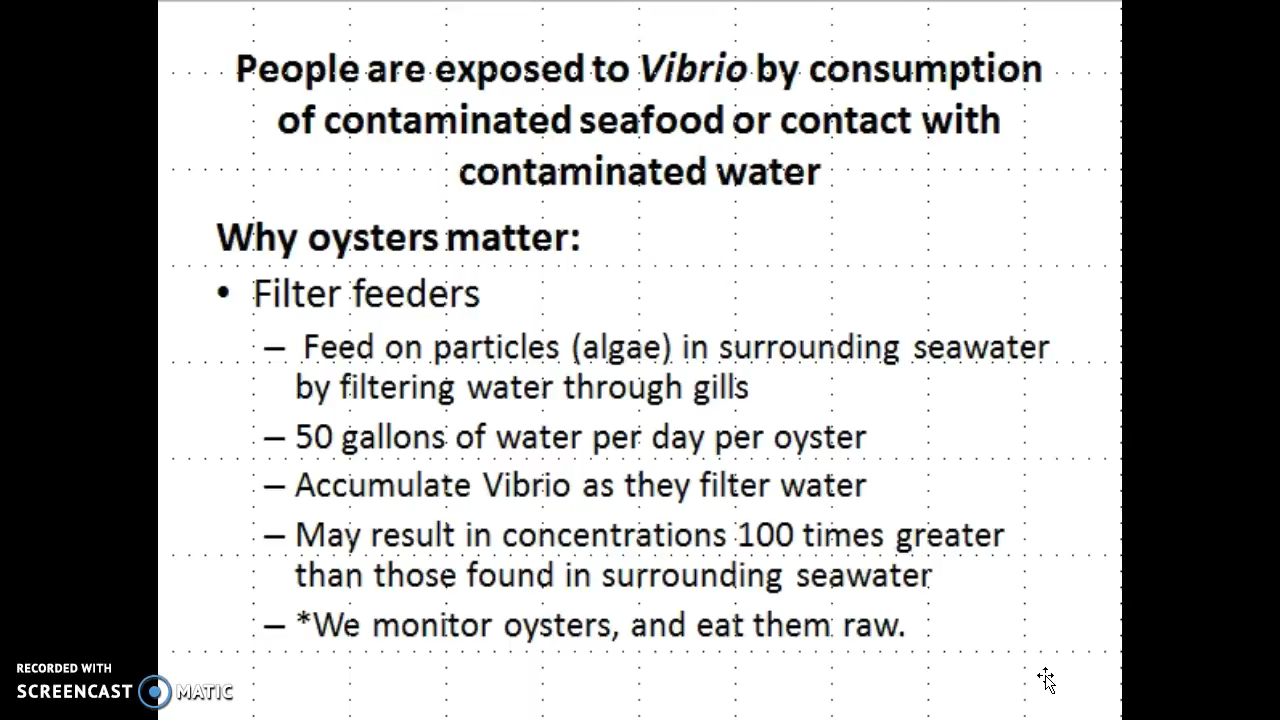 People are exposed to Vibrio by consumption
of contaminated seafood or contact with
contaminated water
Why oysters matter:
• Filter feeders
– Feed on particles (algae) in surrounding seawater
by filtering water through gills
– 50 gallons of water per day per oyster
– Accumulate Vibrio as they filter water
– May result in concentrations 100 times greater
than those found in surrounding seawater
– *We monitor oysters, and eat them raw.
RECORDED WITH
SCREENCAST MATIC